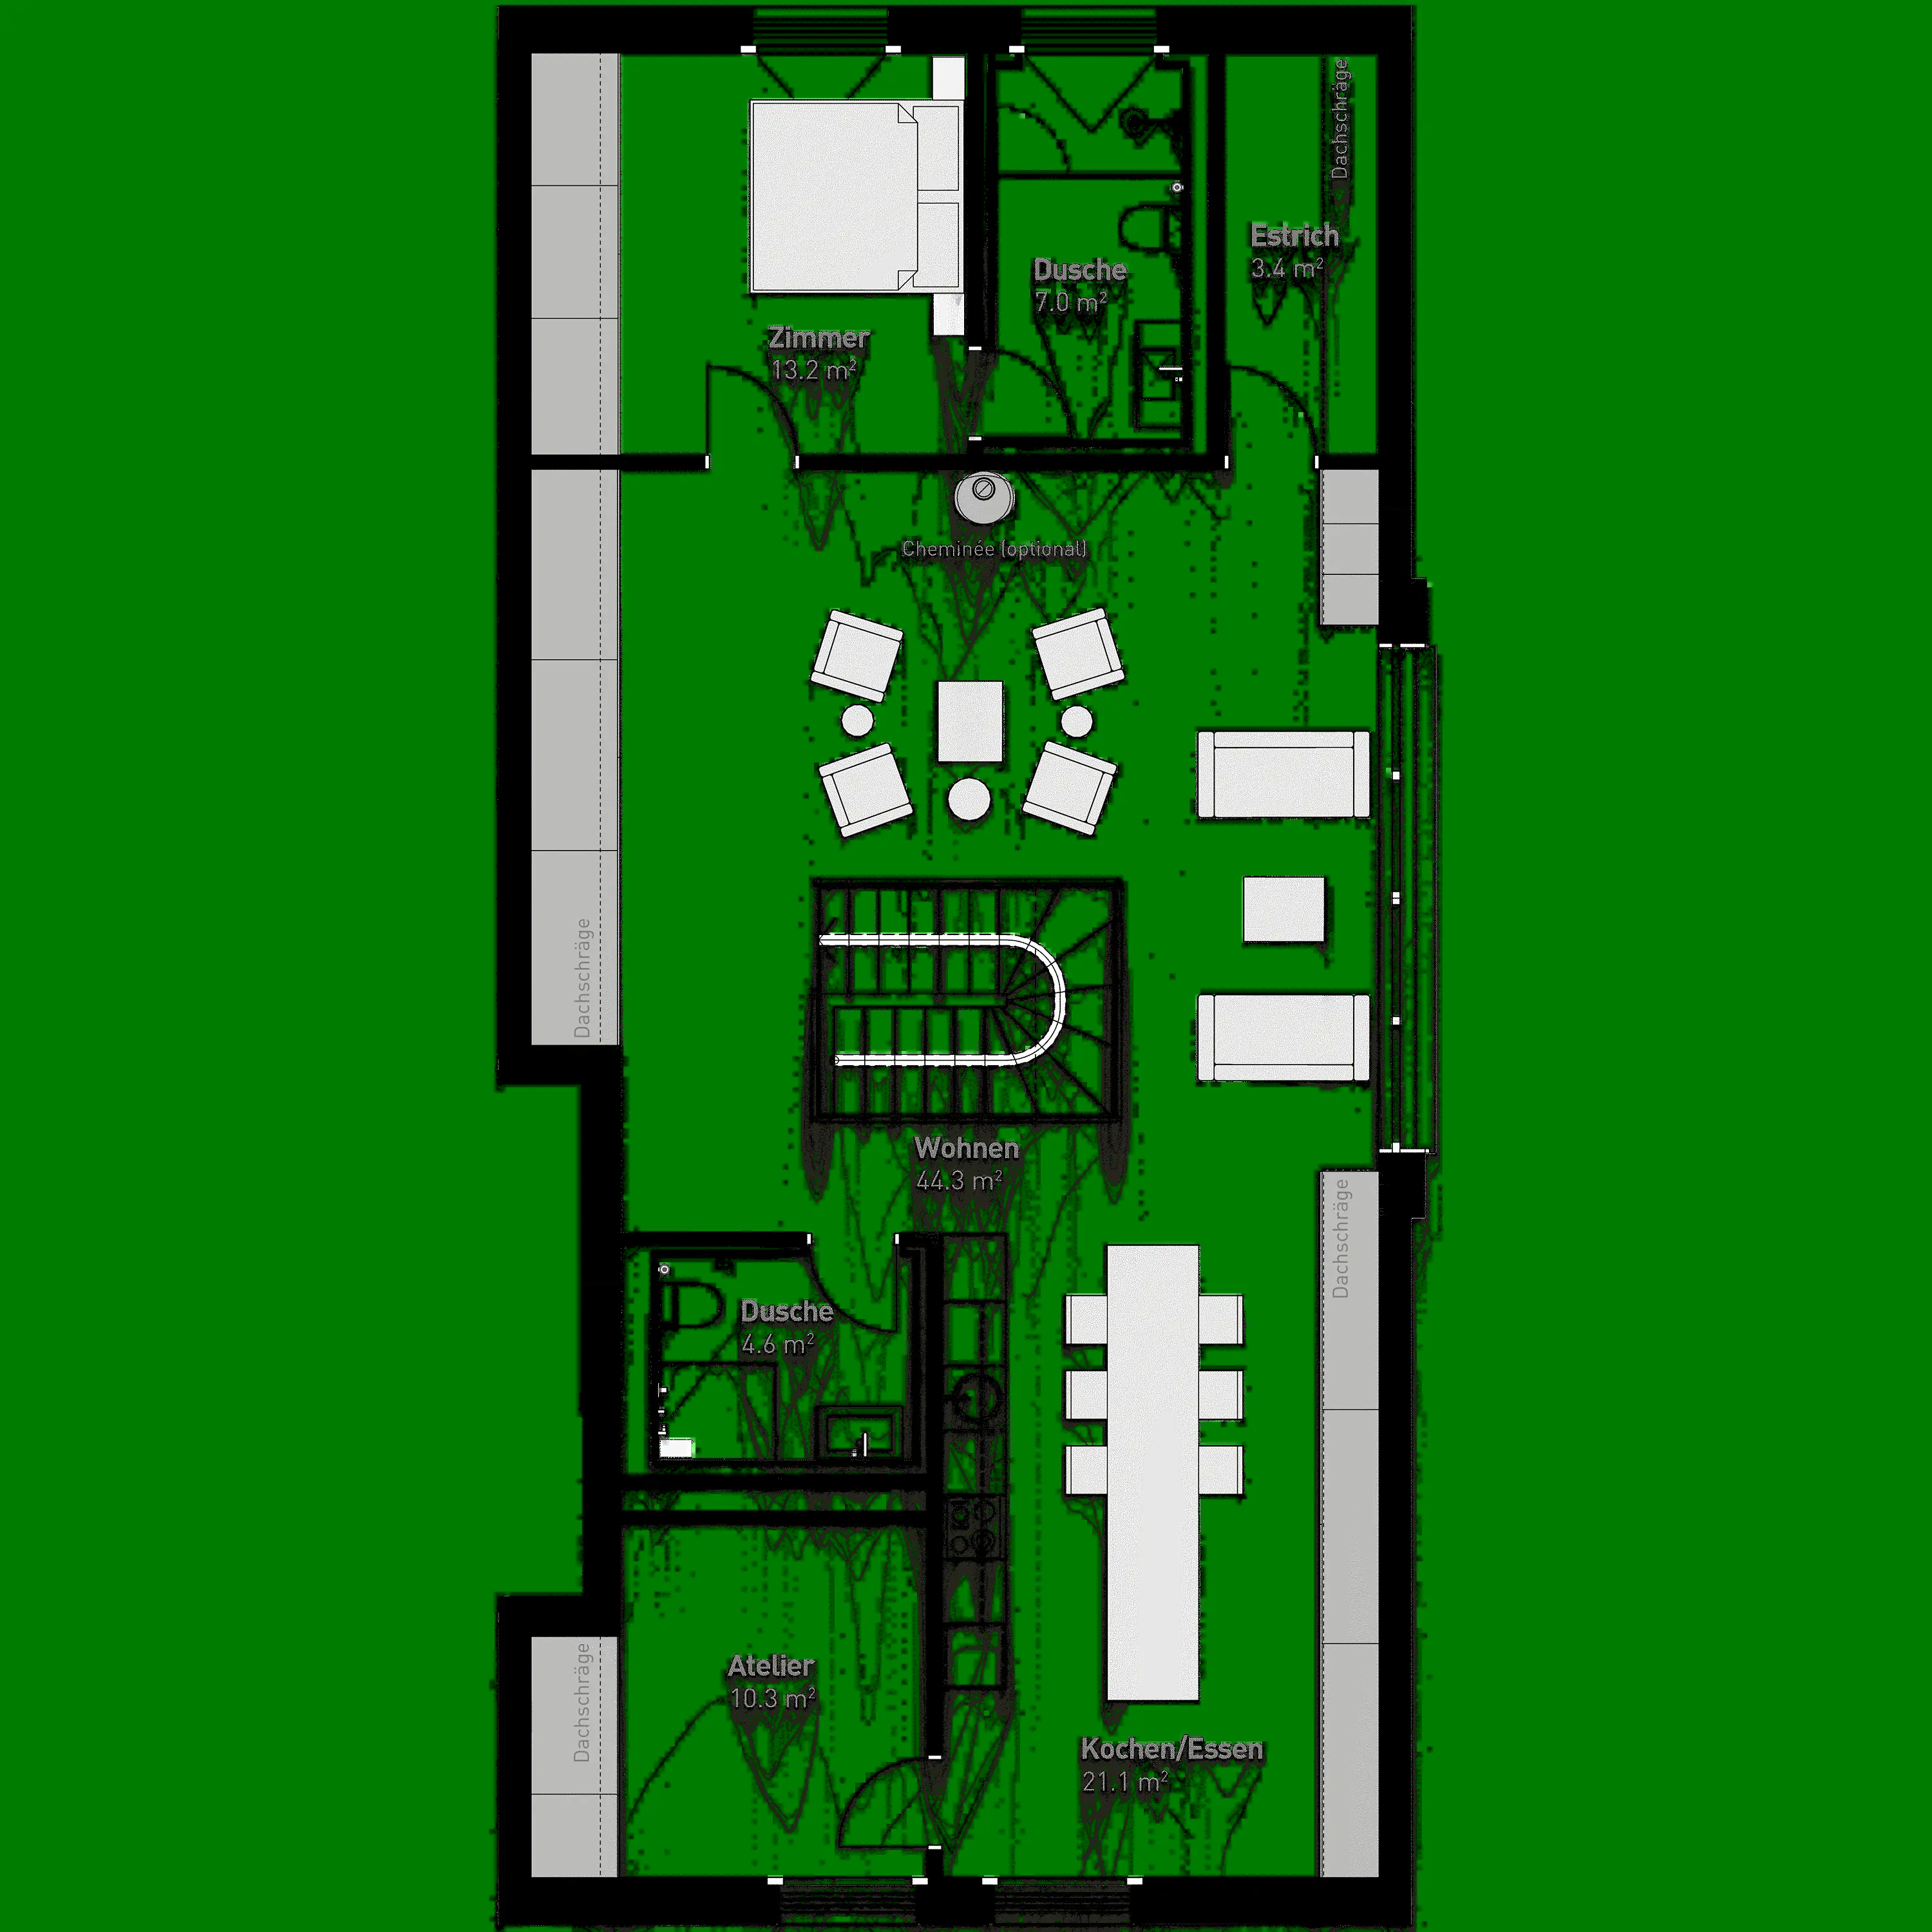 Dachschräge
Estrich
3.4 m²
Dusche
7.0 m²
Zimmer
13.2 m²
Cheminée (optional)
Dachschräge
Wohnen
44.3 m²
Dachschräge
Dusche
4.6 m²
Dachschräge
Atelier
10.3 m²
Kochen/Essen
21.1 m²